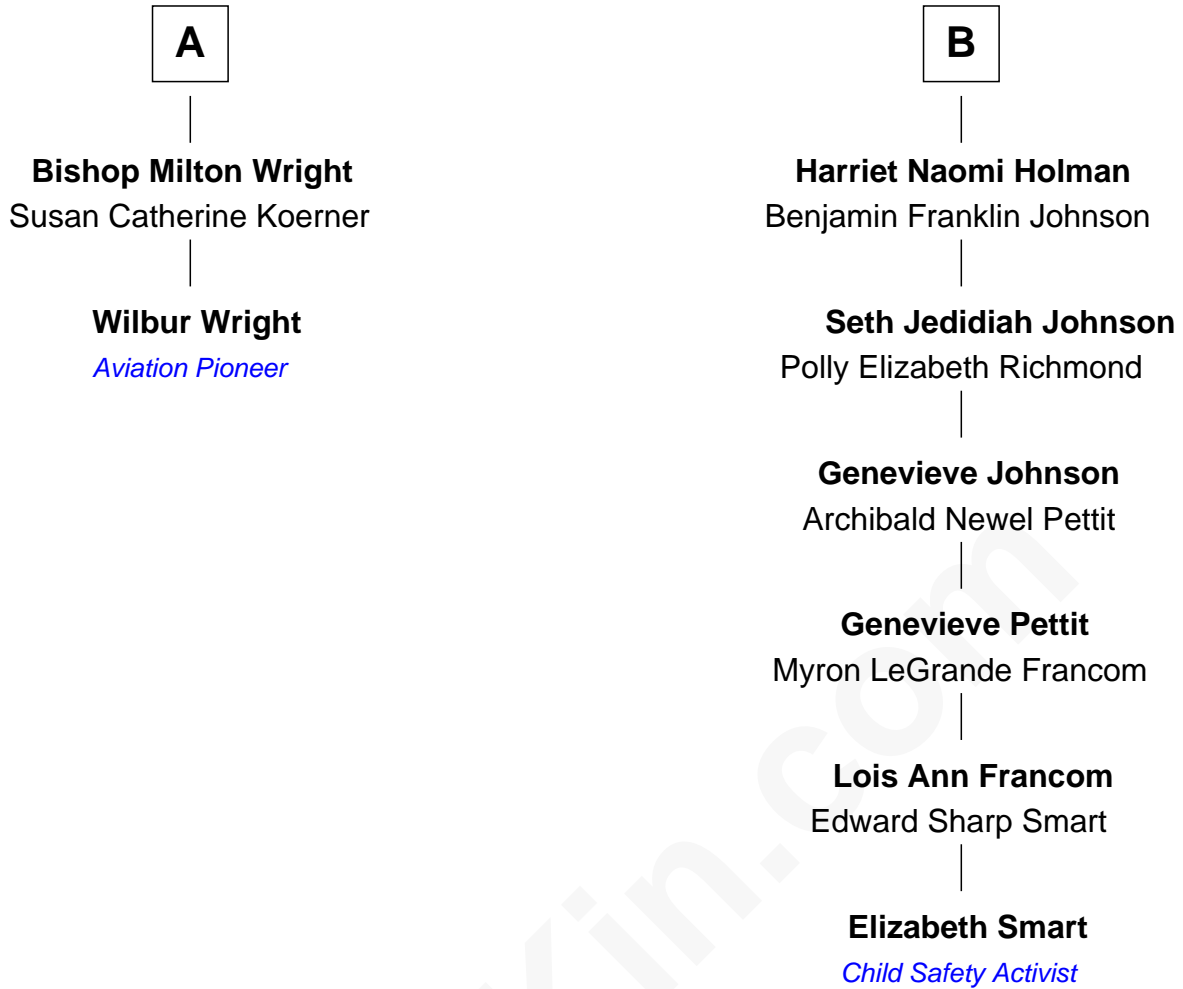 A
Bishop Milton Wright
Susan Catherine Koerner
Wilbur Wright
Aviation Pioneer
B
Harriet Naomi Holman
Benjamin Franklin Johnson
Seth Jedidiah Johnson
Polly Elizabeth Richmond
Genevieve Johnson
Archibald Newel Pettit
Genevieve Pettit
Myron LeGrande Francom
Lois Ann Francom
Edward Sharp Smart
Elizabeth Smart
Child Safety Activist
Kin.com